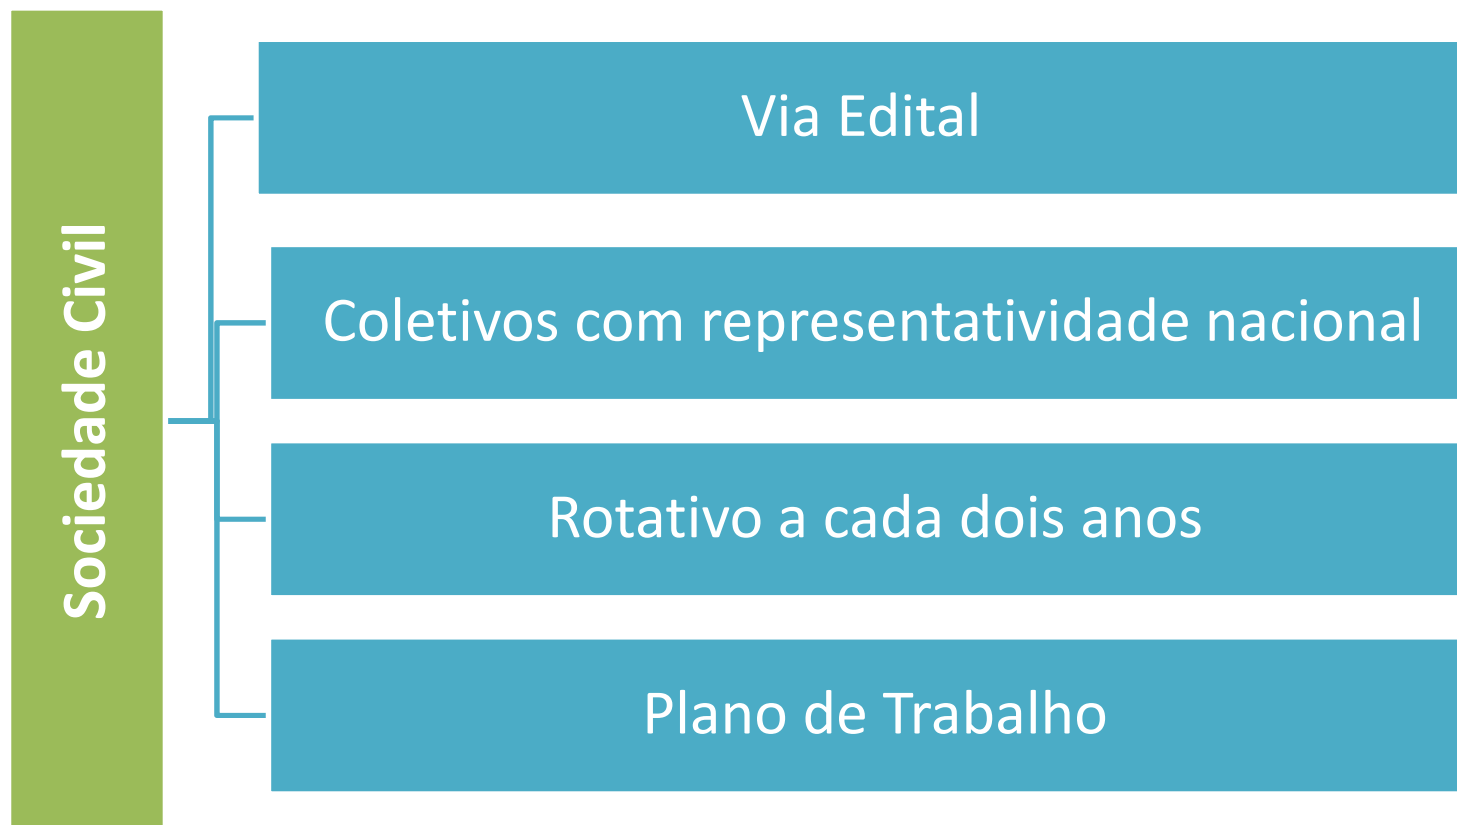 Sociedade Civil
Via Edital
Coletivos com representatividade nacional
Rotativo a cada dois anos
Plano de Trabalho